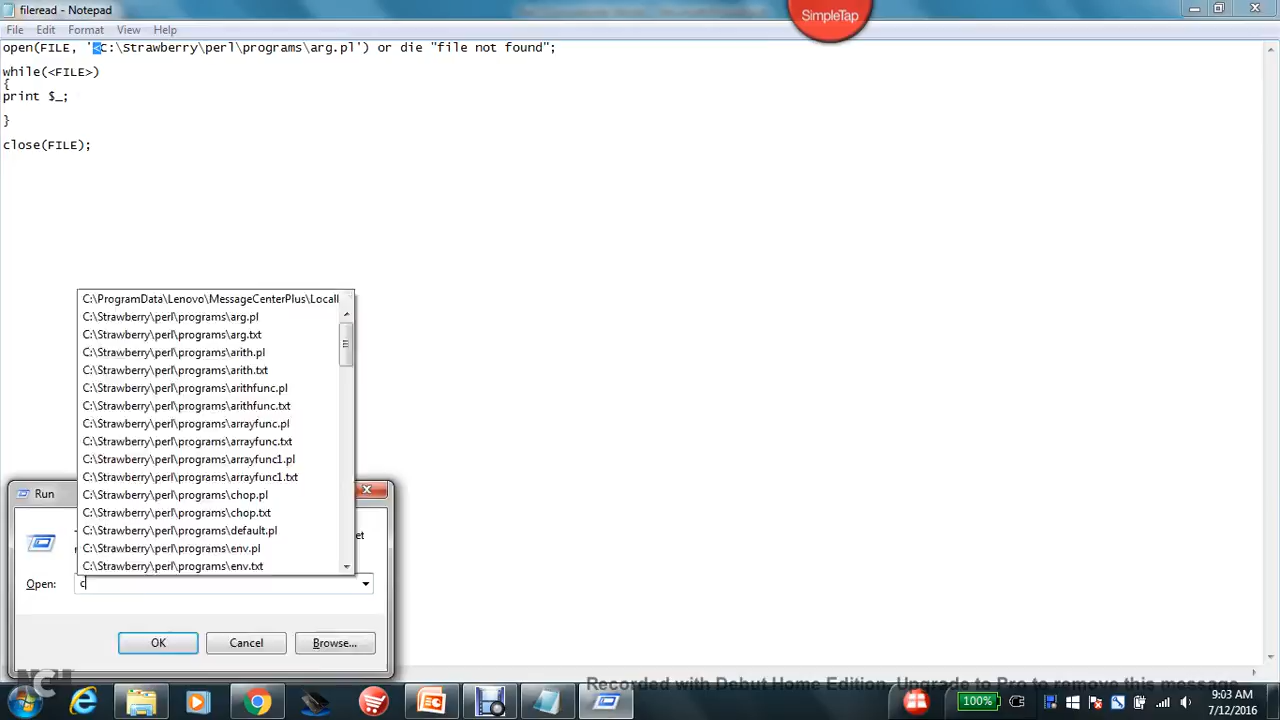 fileread - Notepad
SimpleTap
File Edit Format View Help
open(FILE, '<C:\Strawberry\perl\programs\arg.pl') or die "file not found";
while(<FILE>)
{
print $_;
}
close(FILE);
C:\ProgramData\Lenovo\MessageCenterPlus\Locall
C:\Strawberry\perl\programs\arg.pl
C:\Strawberry\perl\programs\arg.txt
C:\Strawberry\perl\programs\arith.pl
C:\Strawberry\perl\programs\arith.txt
C:\Strawberry\perl\programs\arithfunc.pl
C:\Strawberry\perl\programs\arithfunc.txt
C:\Strawberry\perl\programs\arrayfunc.pl
C:\Strawberry\perl\programs\arrayfunc.txt
C:\Strawberry\perl\programs\arrayfunc1.pl
C:\Strawberry\perl\programs\arrayfunc1.txt
C:\Strawberry\perl\programs\chop.pl
C:\Strawberry\perl\programs\chop.txt
C:\Strawberry\perl\programs\default.pl
C:\Strawberry\perl\programs\env.pl
C:\Strawberry\perl\programs\env.txt
Run
et
Open: c
OK Cancel Browse...
NCH
Recorded with Debut Home Edition. Upgrade to Pro to remove this message
100%
9:03 AM
7/12/2016